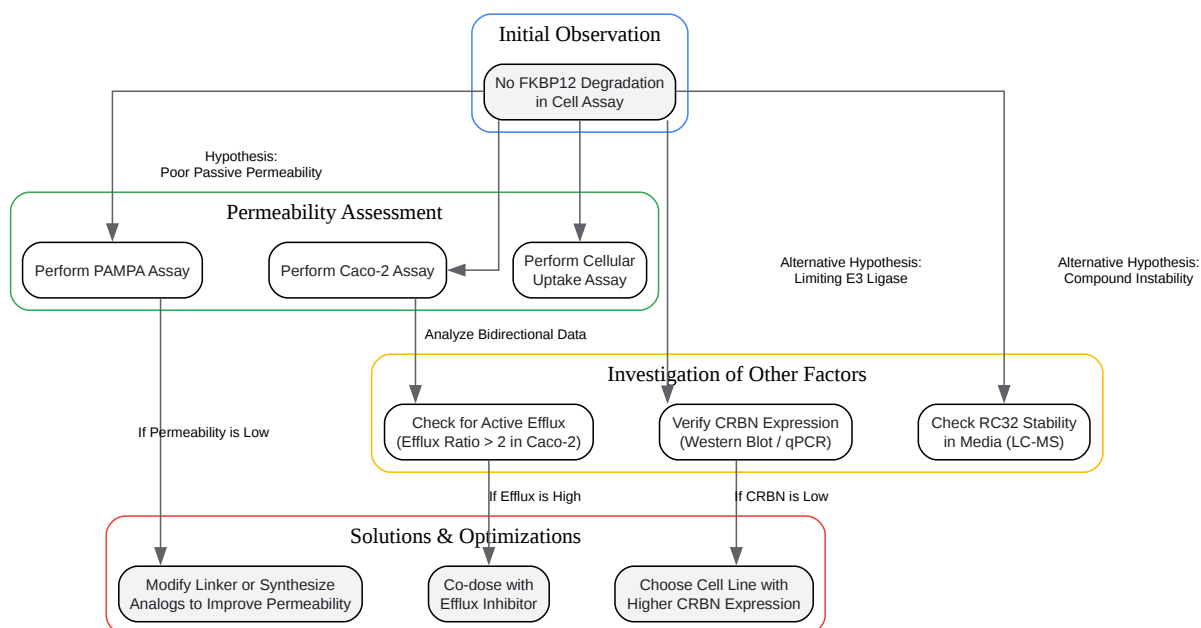 Initial Observation
No FKBP12 Degradation
in Cell Assay
Hypothesis:
Poor Passive Permeability
Permeability Assessment
Perform PAMPA Assay
Perform Caco-2 Assay
Perform Cellular
Uptake Assay
Alternative Hypothesis:
Limiting E3 Ligase
Alternative Hypothesis:
Compound Instability
Analyze Bidirectional Data
Investigation of Other Factors
If Permeability is Low
Check for Active Efflux
(Efflux Ratio > 2 in Caco-2)
Verify CRBN Expression
(Western Blot / qPCR)
Check RC32 Stability
in Media (LC-MS)
If Efflux is High
If CRBN is Low
Solutions & Optimizations
Modify Linker or Synthesize
Analogs to Improve Permeability
Co-dose with
Efflux Inhibitor
Choose Cell Line with
Higher CRBN Expression